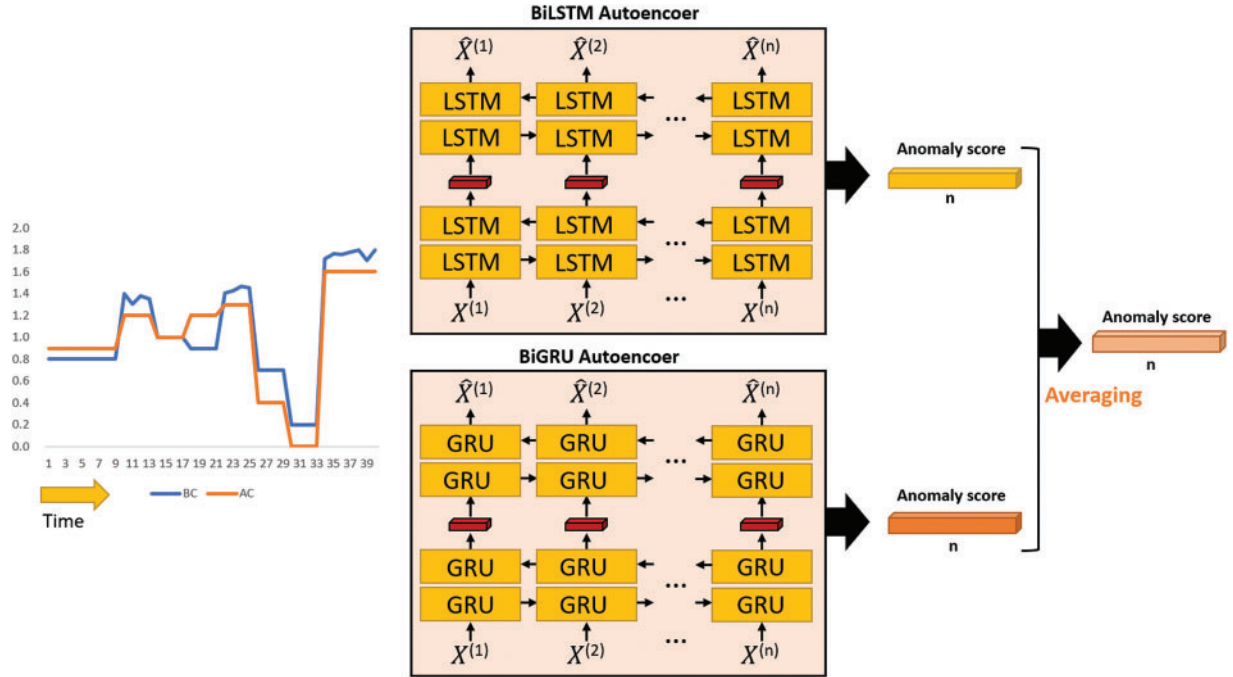 BiLSTM Autoencoer
X̂(1) X̂(2) X̂(n)
LSTM LSTM LSTM
...
LSTM LSTM LSTM
LSTM LSTM LSTM
...
LSTM LSTM LSTM
X(1) X(2) ... X(n)
Anomaly score
n
2.0
1.8
1.6
1.4
1.2
1.0
0.8
0.6
0.4
0.2
0.0
1 3 5 7 9 11 13 15 17 19 21 23 25 27 29 31 33 35 37 39
BC AC
Time
BiGRU Autoencoer
X̂(1) X̂(2) X̂(n)
GRU GRU GRU
...
GRU GRU GRU
GRU GRU GRU
...
GRU GRU GRU
X(1) X(2) ... X(n)
Anomaly score
n
Averaging
Anomaly score
n